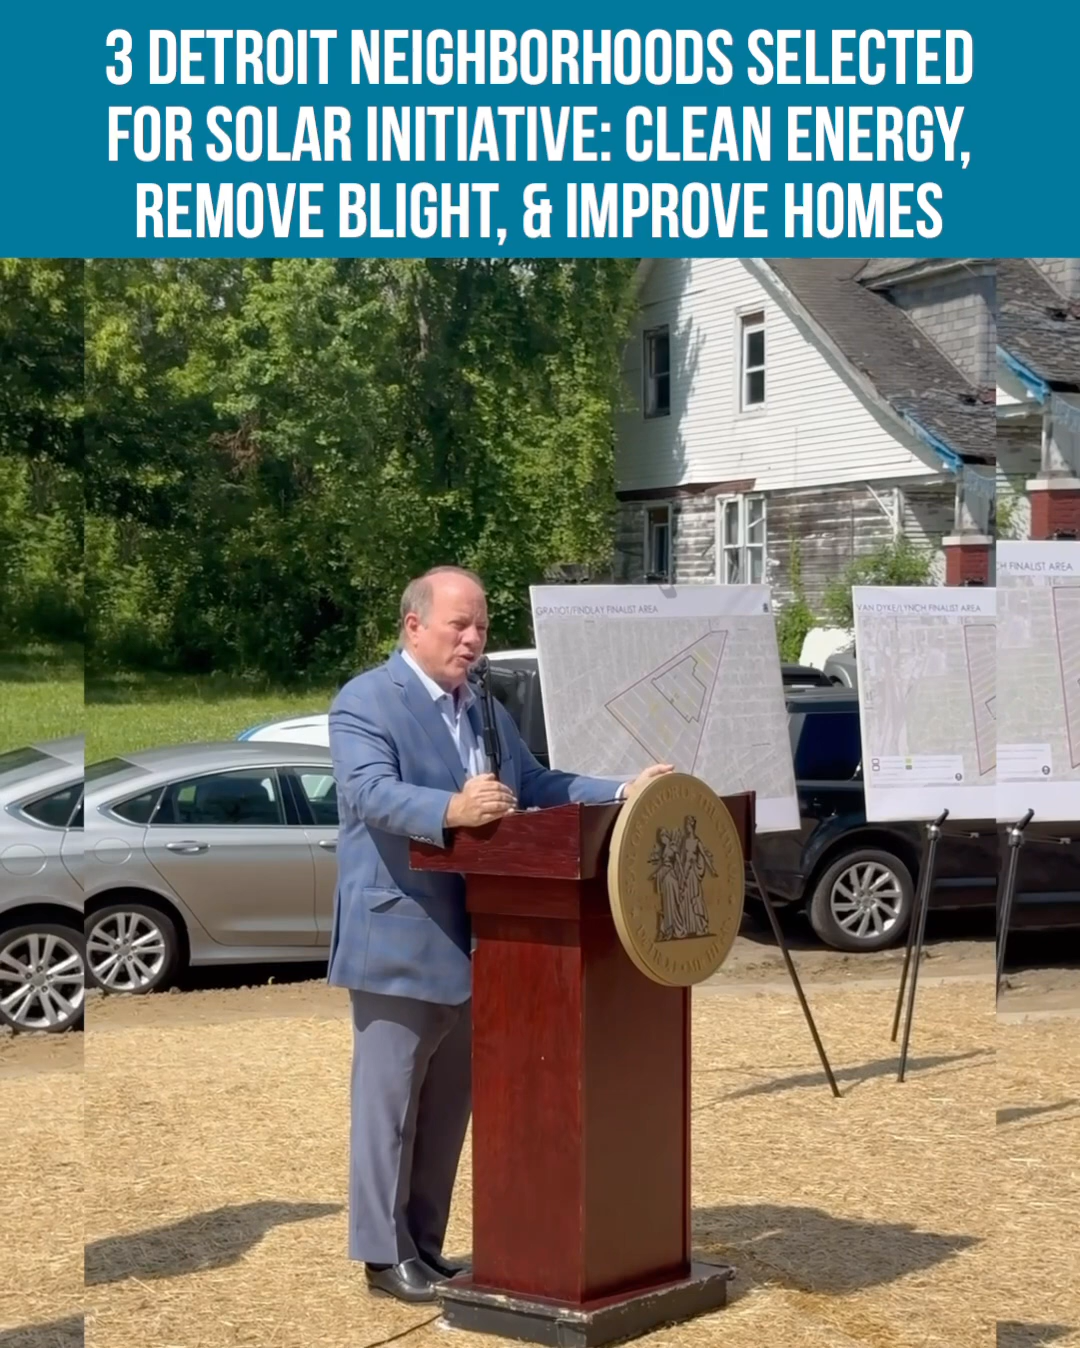 3 DETROIT NEIGHBORHOODS SELECTED
FOR SOLAR INITIATIVE: CLEAN ENERGY,
REMOVE BLIGHT, & IMPROVE HOMES
GRATIOT/FINDLAY FINALIST AREA
VAN DYKE/LYNCH FINALIST AREA
CH FINALIST AREA